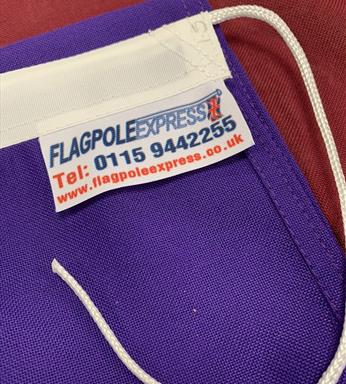 FLAGPOLEEXPRESS
Tel: 0115 9442255
www.flagpoleexpress.co.uk